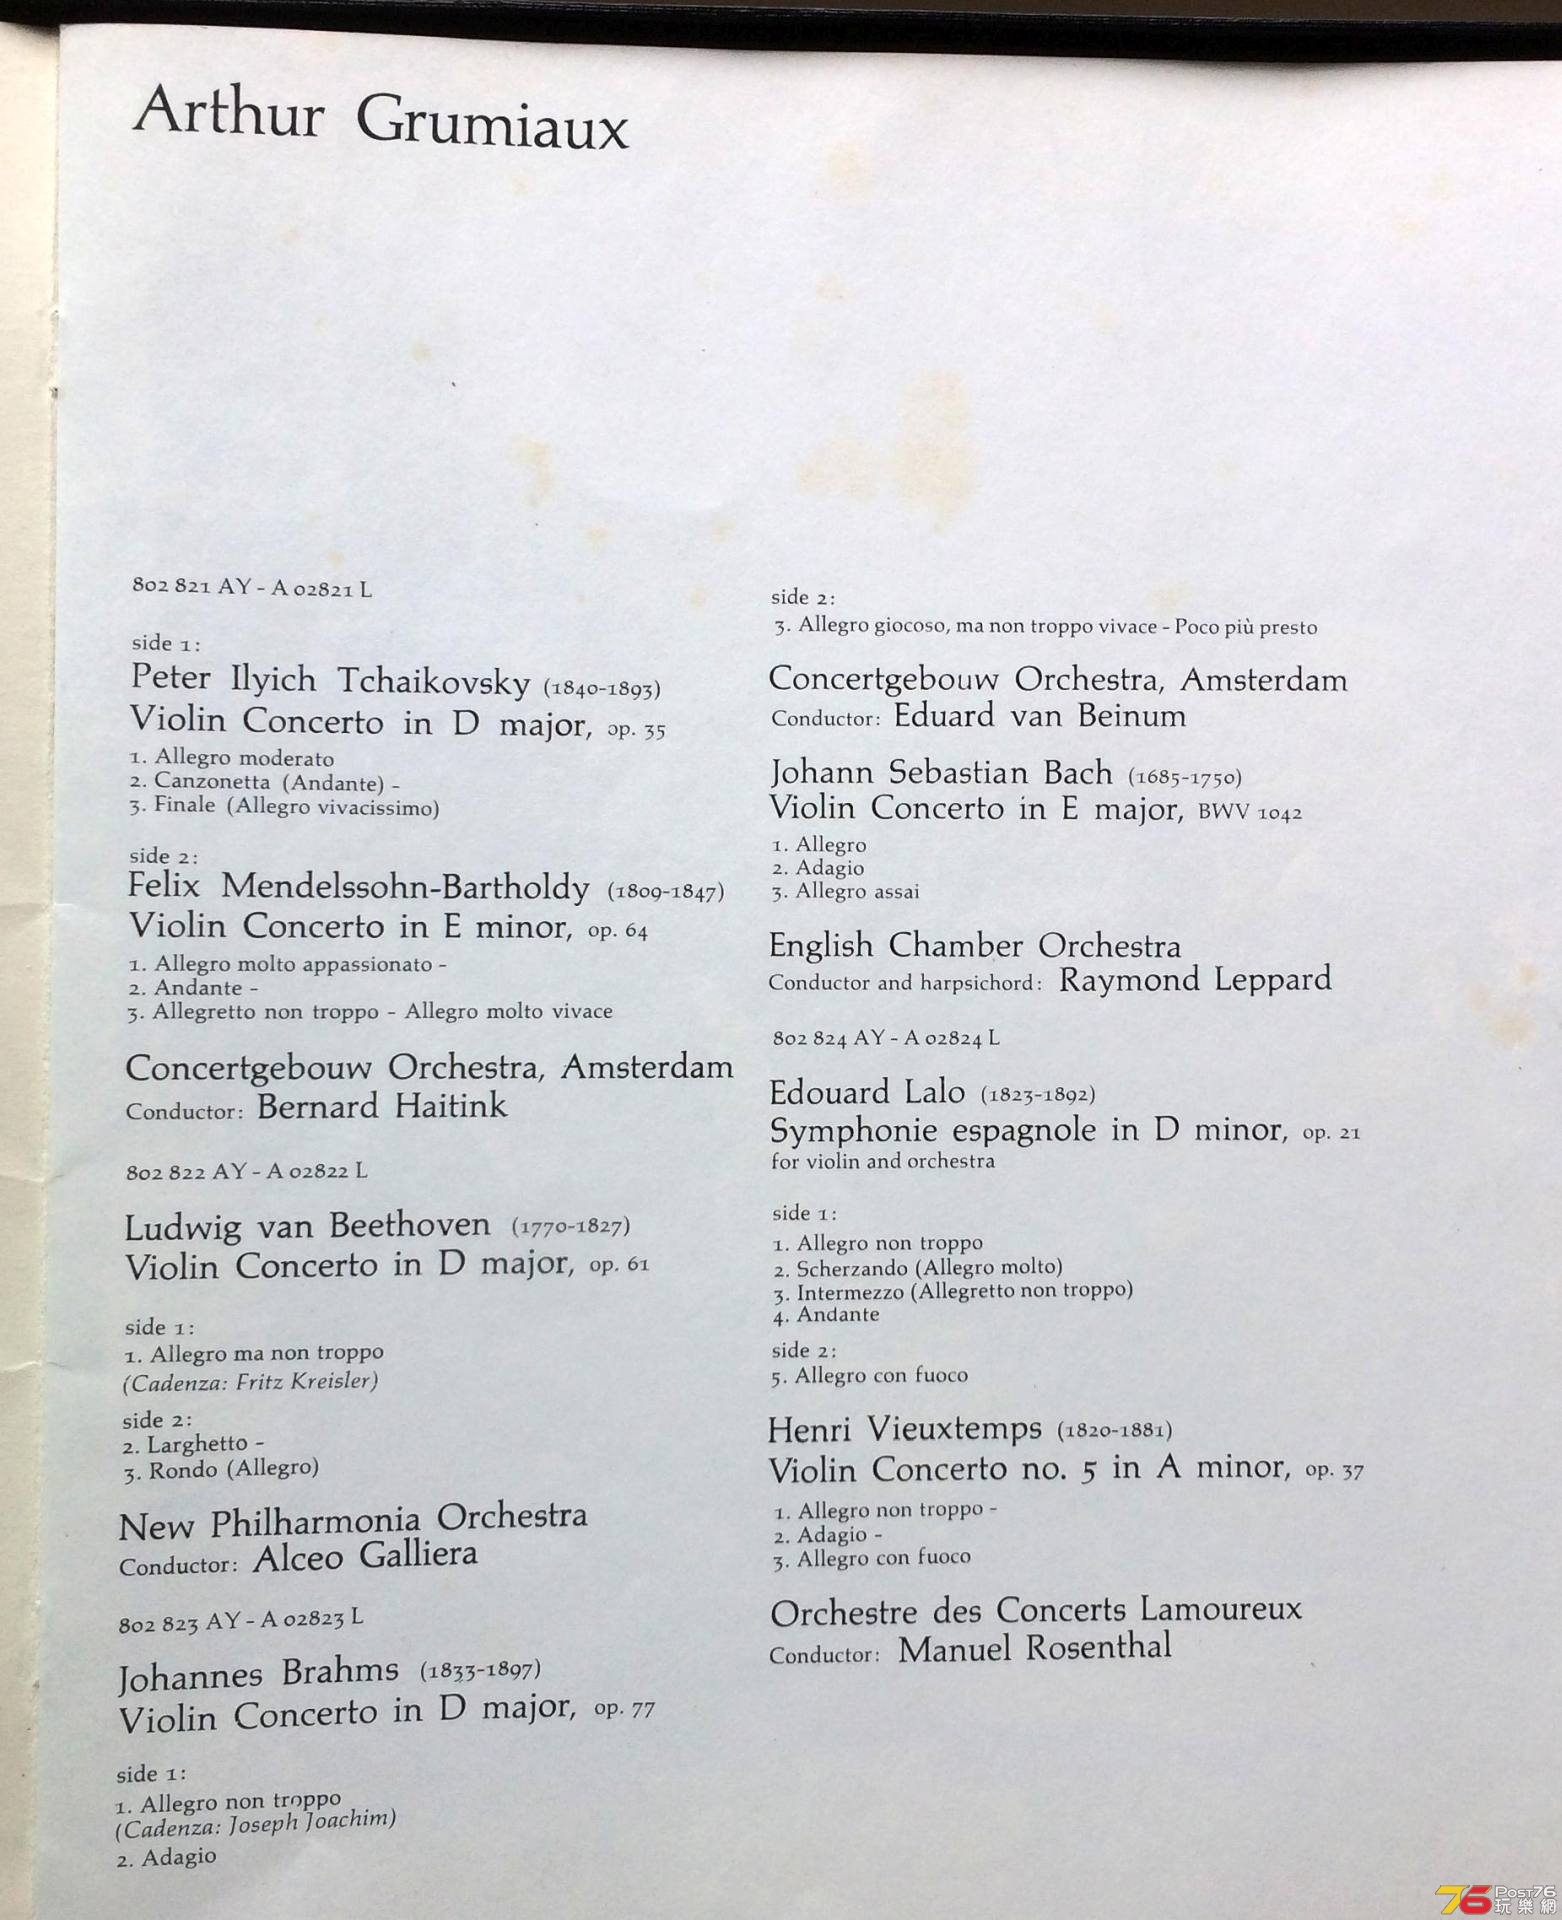 Arthur Grumiaux
802 821 AY - A 02821 L
side 1:
Peter Ilyich Tchaikovsky (1840-1893)
Violin Concerto in D major, op. 35
1. Allegro moderato
2. Canzonetta (Andante) -
3. Finale (Allegro vivacissimo)
side 2:
Felix Mendelssohn-Bartholdy (1809-1847)
Violin Concerto in E minor, op. 64
1. Allegro molto appassionato -
2. Andante -
3. Allegretto non troppo - Allegro molto vivace
Concertgebouw Orchestra, Amsterdam
Conductor: Bernard Haitink
802 822 AY - A 02822 L
Ludwig van Beethoven (1770-1827)
Violin Concerto in D major, op. 61
side 1:
1. Allegro ma non troppo
(Cadenza: Fritz Kreisler)
side 2:
2. Larghetto -
3. Rondo (Allegro)
New Philharmonia Orchestra
Conductor: Alceo Galliera
802 823 AY - A 02823 L
Johannes Brahms (1833-1897)
Violin Concerto in D major, op. 77
side 1:
1. Allegro non troppo
(Cadenza: Joseph Joachim)
2. Adagio
side 2:
3. Allegro giocoso, ma non troppo vivace - Poco più presto
Concertgebouw Orchestra, Amsterdam
Conductor: Eduard van Beinum
Johann Sebastian Bach (1685-1750)
Violin Concerto in E major, BWV 1042
1. Allegro
2. Adagio
3. Allegro assai
English Chamber Orchestra
Conductor and harpsichord: Raymond Leppard
802 824 AY - A 02824 L
Edouard Lalo (1823-1892)
Symphonie espagnole in D minor, op. 21
for violin and orchestra
side 1:
1. Allegro non troppo
2. Scherzando (Allegro molto)
3. Intermezzo (Allegretto non troppo)
4. Andante
side 2:
5. Allegro con fuoco
Henri Vieuxtemps (1820-1881)
Violin Concerto no. 5 in A minor, op. 37
1. Allegro non troppo -
2. Adagio -
3. Allegro con fuoco
Orchestre des Concerts Lamoureux
Conductor: Manuel Rosenthal
76 POST76
玩樂網